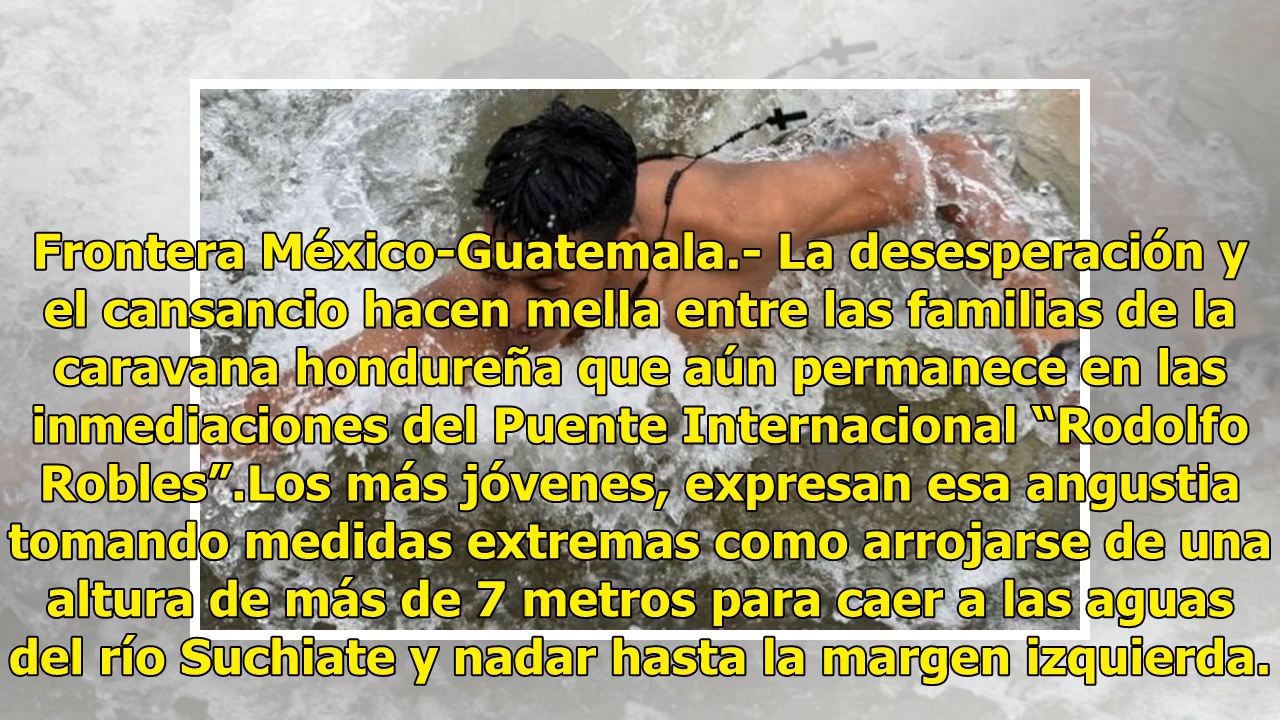 Frontera México-Guatemala.- La desesperación y
el cansancio hacen mella entre las familias de la
caravana hondureña que aún permanece en las
inmediaciones del Puente Internacional “Rodolfo
Robles”.Los más jóvenes, expresan esa angustia
tomando medidas extremas como arrojarse de una
altura de más de 7 metros para caer a las aguas
del río Suchiate y nadar hasta la margen izquierda.